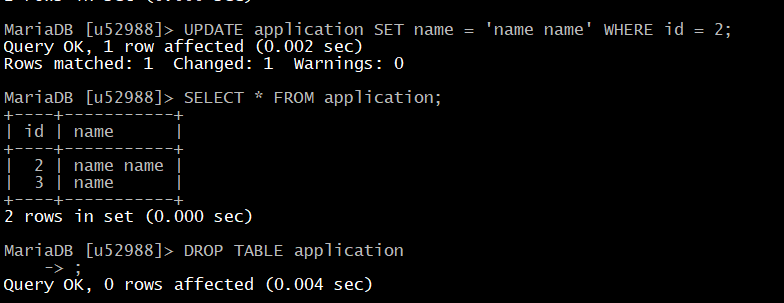 MariaDB [u52988]> UPDATE application SET name = 'name name' WHERE id = 2;
Query OK, 1 row affected (0.002 sec)
Rows matched: 1  Changed: 1  Warnings: 0
MariaDB [u52988]> SELECT * FROM application;
+----+-----------+
| id | name      |
+----+-----------+
|  2 | name name |
|  3 | name      |
+----+-----------+
2 rows in set (0.000 sec)
MariaDB [u52988]> DROP TABLE application
    -> ;
Query OK, 0 rows affected (0.004 sec)